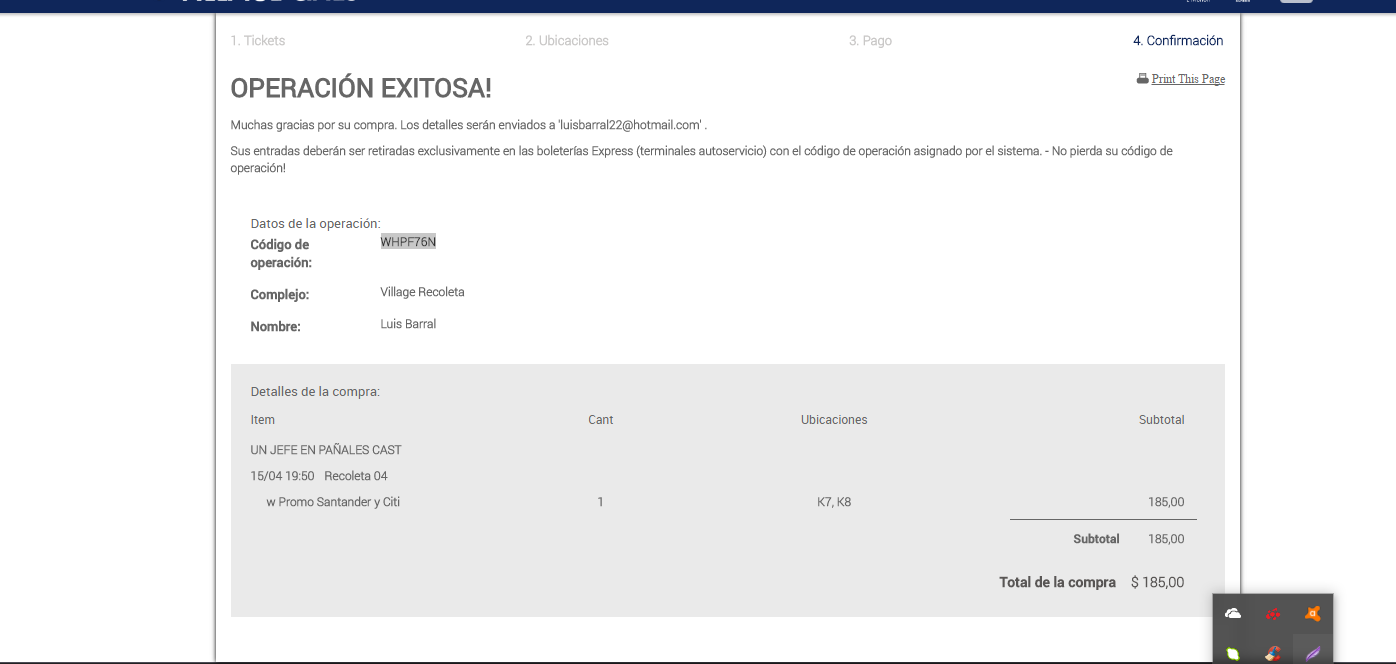 1. Tickets 2. Ubicaciones 3. Pago 4. Confirmación
OPERACIÓN EXITOSA!
Print This Page
Muchas gracias por su compra. Los detalles serán enviados a 'luisbarral22@hotmail.com' .
Sus entradas deberán ser retiradas exclusivamente en las boleterías Express (terminales autoservicio) con el código de operación asignado por el sistema. - No pierda su código de
operación!
Datos de la operación:
Código de WHPF76N
operación:
Complejo: Village Recoleta
Nombre: Luis Barral
Detalles de la compra:
Item Cant Ubicaciones Subtotal
UN JEFE EN PAÑALES CAST
15/04 19:50 Recoleta 04
w Promo Santander y Citi 1 K7, K8 185,00
Subtotal 185,00
Total de la compra $ 185,00